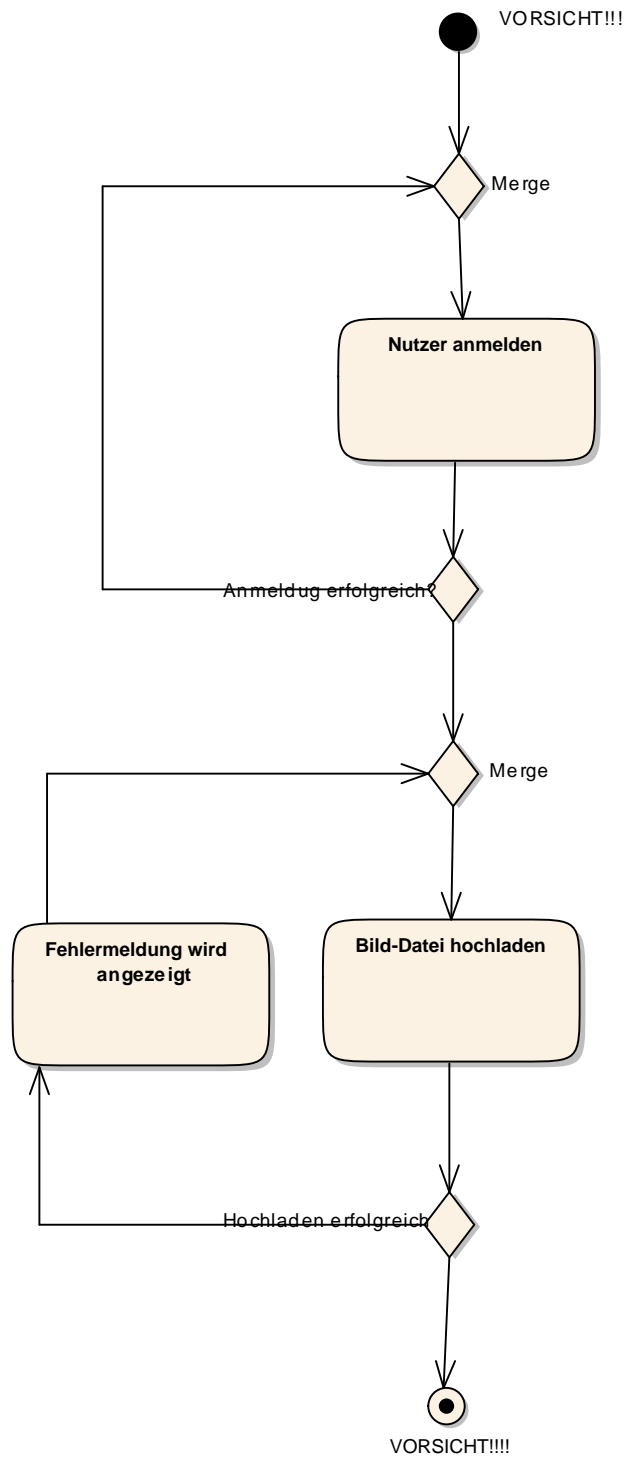 VORSICHT!!!
Merge
Nutzer anmelden
Anmeldug erfolgreich?
Merge
Fehlermeldung wird
angezeigt
Bild-Datei hochladen
Hochladen erfolgreich
VORSICHT!!!!